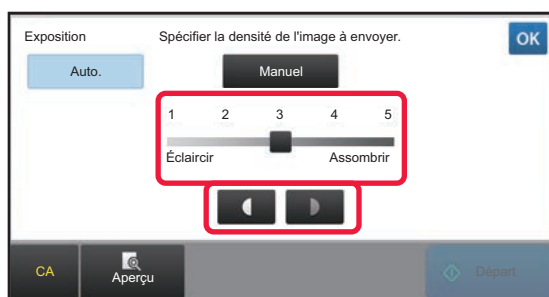 Exposition
Spécifier la densité de l'image à envoyer.
OK
Auto.
Manuel
1 2 3 4 5
Éclaircir Assombrir
CA
Aperçu
Départ